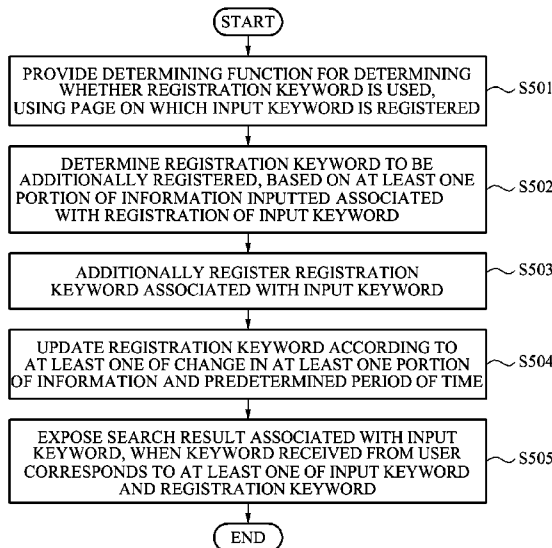 START
PROVIDE DETERMINING FUNCTION FOR DETERMINING
WHETHER REGISTRATION KEYWORD IS USED,
USING PAGE ON WHICH INPUT KEYWORD IS REGISTERED
S501
DETERMINE REGISTRATION KEYWORD TO BE
ADDITIONALLY REGISTERED, BASED ON AT LEAST ONE
PORTION OF INFORMATION INPUTTED ASSOCIATED
WITH REGISTRATION OF INPUT KEYWORD
S502
ADDITIONALLY REGISTER REGISTRATION
KEYWORD ASSOCIATED WITH INPUT KEYWORD
S503
UPDATE REGISTRATION KEYWORD ACCORDING TO
AT LEAST ONE OF CHANGE IN AT LEAST ONE PORTION
OF INFORMATION AND PREDETERMINED PERIOD OF TIME
S504
EXPOSE SEARCH RESULT ASSOCIATED WITH INPUT
KEYWORD, WHEN KEYWORD RECEIVED FROM USER
CORRESPONDS TO AT LEAST ONE OF INPUT KEYWORD
AND REGISTRATION KEYWORD
S505
END